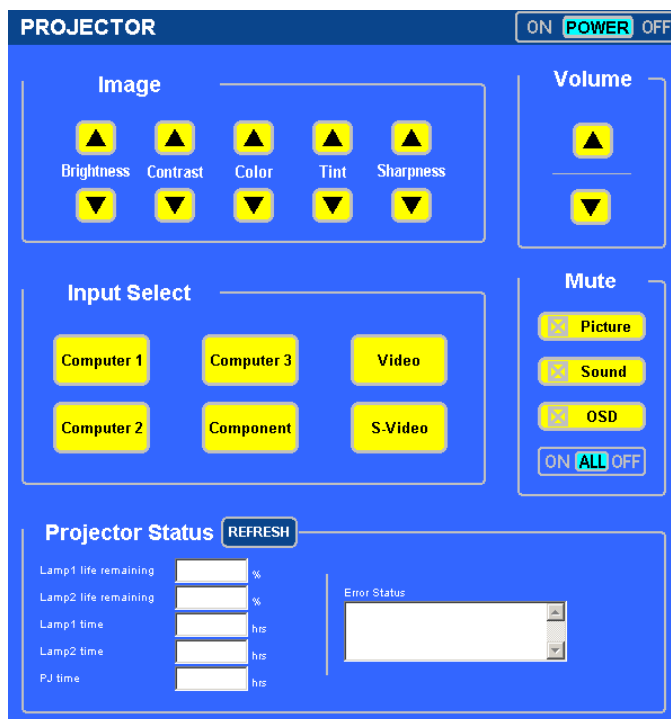 PROJECTOR
ON POWER OFF
Image
Brightness Contrast Color Tint Sharpness
Volume
Input Select
Computer 1 Computer 3 Video
Computer 2 Component S-Video
Mute
Picture
Sound
OSD
ON ALL OFF
Projector Status REFRESH
Lamp1 life remaining %
Lamp2 life remaining %
Lamp1 time hrs
Lamp2 time hrs
PJ time hrs
Error Status